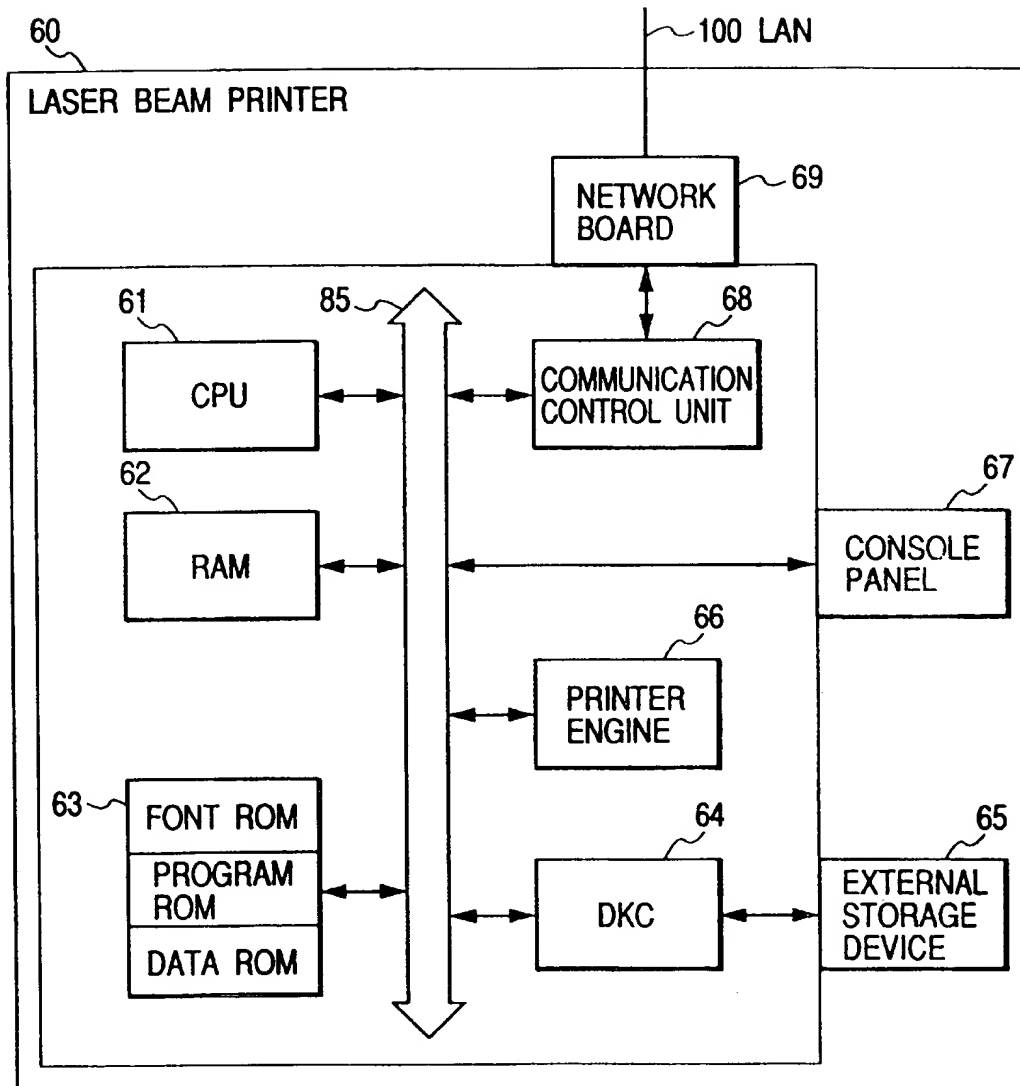 60
100 LAN
LASER BEAM PRINTER
69
NETWORK
BOARD
61
85
68
CPU
COMMUNICATION
CONTROL UNIT
62
67
RAM
CONSOLE
PANEL
66
PRINTER
ENGINE
63
FONT ROM
PROGRAM
ROM
DATA ROM
64
65
DKC
EXTERNAL
STORAGE
DEVICE